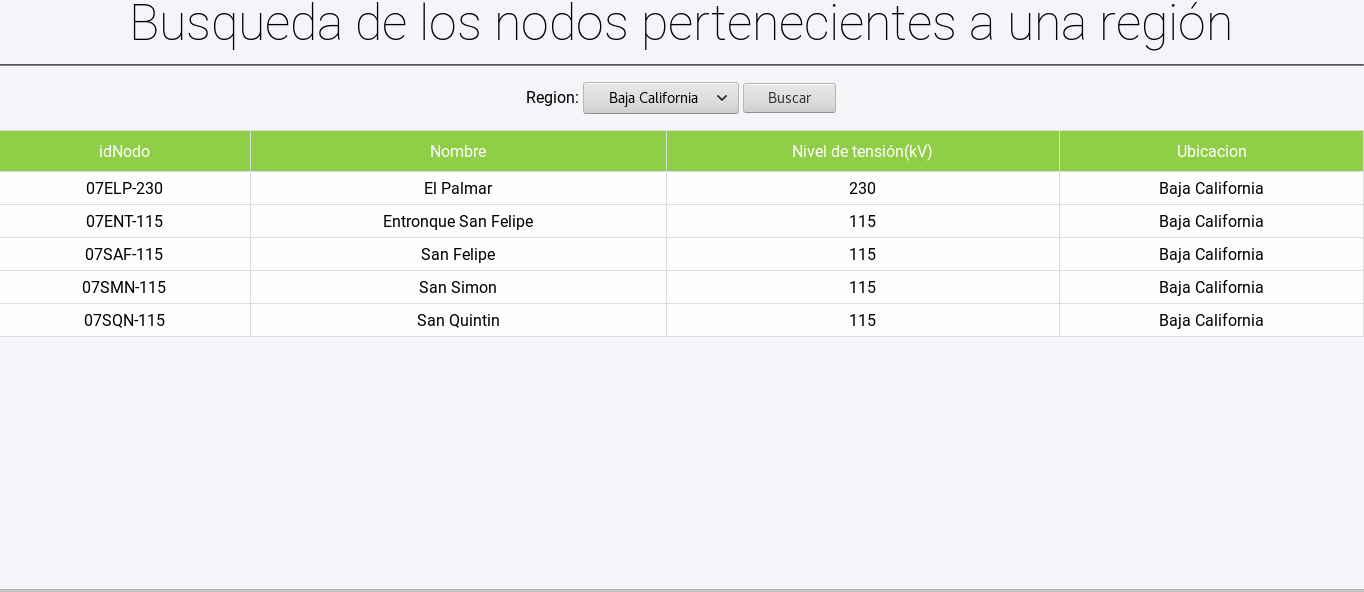 Busqueda de los nodos pertenecientes a una región
Region: Baja California Buscar
idNodo Nombre Nivel de tensión(kV) Ubicacion
07ELP-230 El Palmar 230 Baja California
07ENT-115 Entronque San Felipe 115 Baja California
07SAF-115 San Felipe 115 Baja California
07SMN-115 San Simon 115 Baja California
07SQN-115 San Quintin 115 Baja California